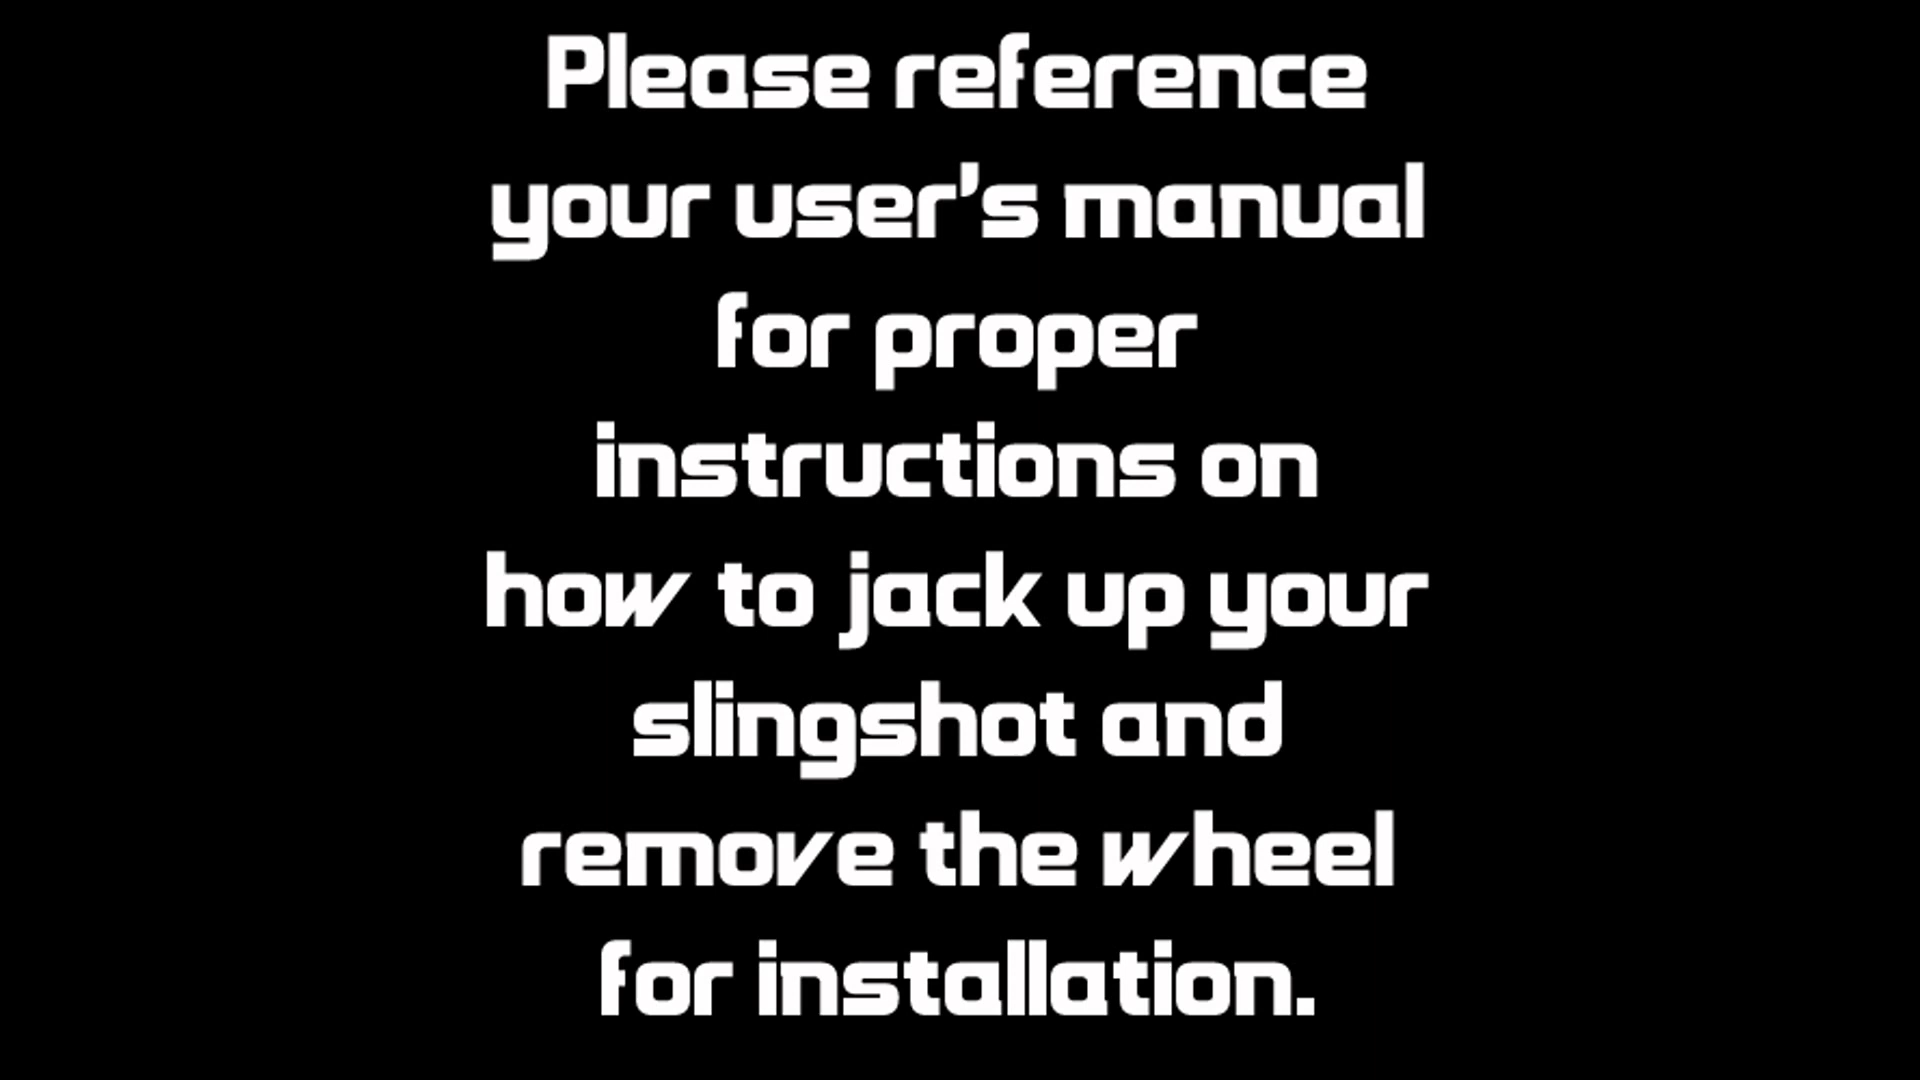 Please reference
your user's manual
for proper
instructions on
how to jack up your
slingshot and
remove the wheel
for installation.